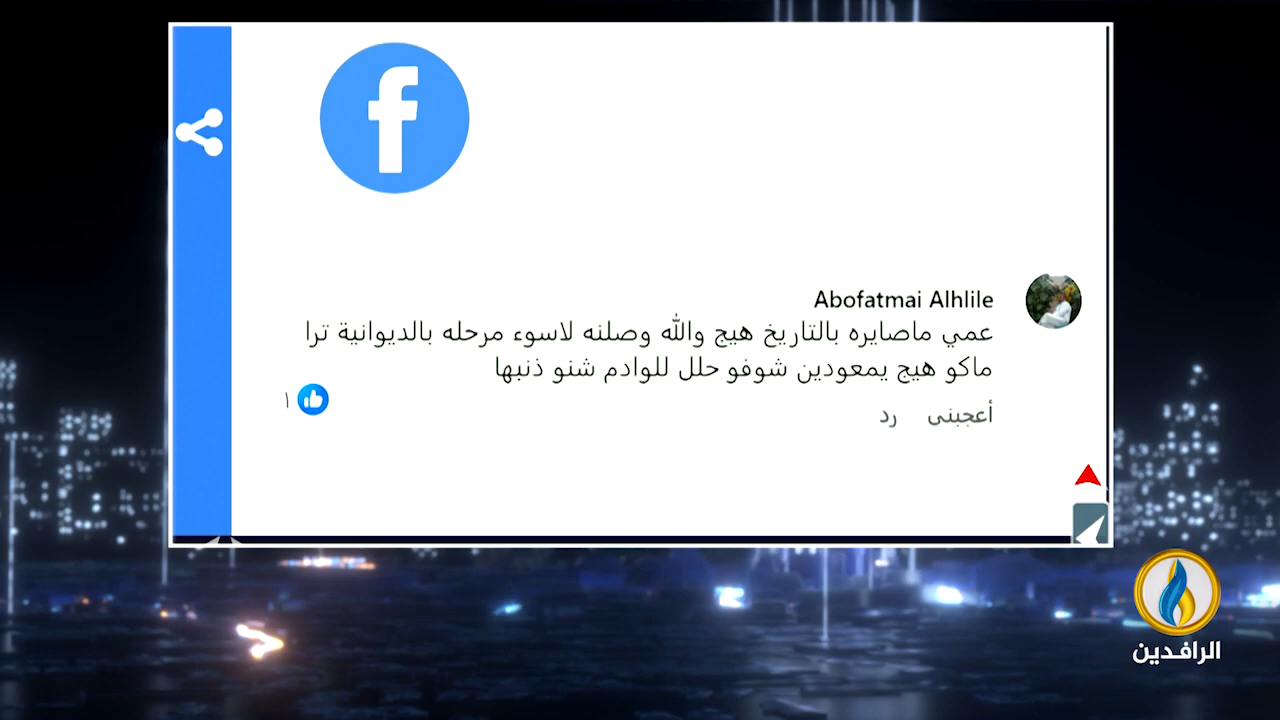 Abofatmai Alhlile
عمي ماصايره بالتاريخ هيج والله وصلنه لاسوء مرحله بالديوانية ترا
ماكو هيج يمعودين شوفو حلل للوادم شنو ذنبها
أعجبنى رد
١
الرافدين